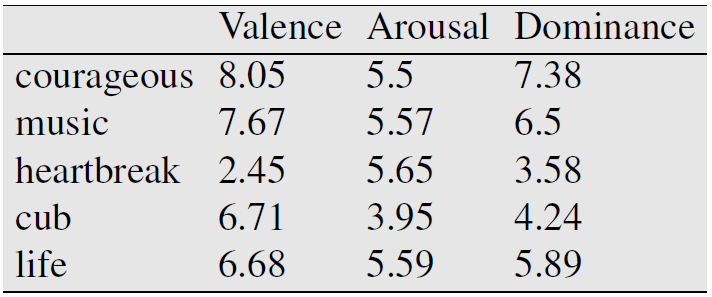 Valence Arousal Dominance
courageous 8.05 5.5 7.38
music 7.67 5.57 6.5
heartbreak 2.45 5.65 3.58
cub 6.71 3.95 4.24
life 6.68 5.59 5.89